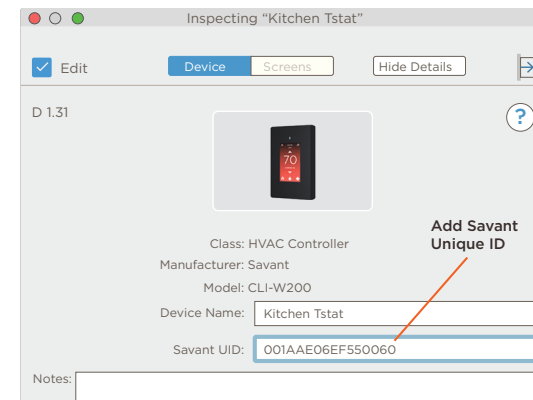 Inspecting “Kitchen Tstat”
Edit
Device
Screens
Hide Details
D 1.31
?
70
Add Savant
Unique ID
Class: HVAC Controller
Manufacturer: Savant
Model: CLI-W200
Device Name: Kitchen Tstat
Savant UID: 001AAE06EF550060
Notes: